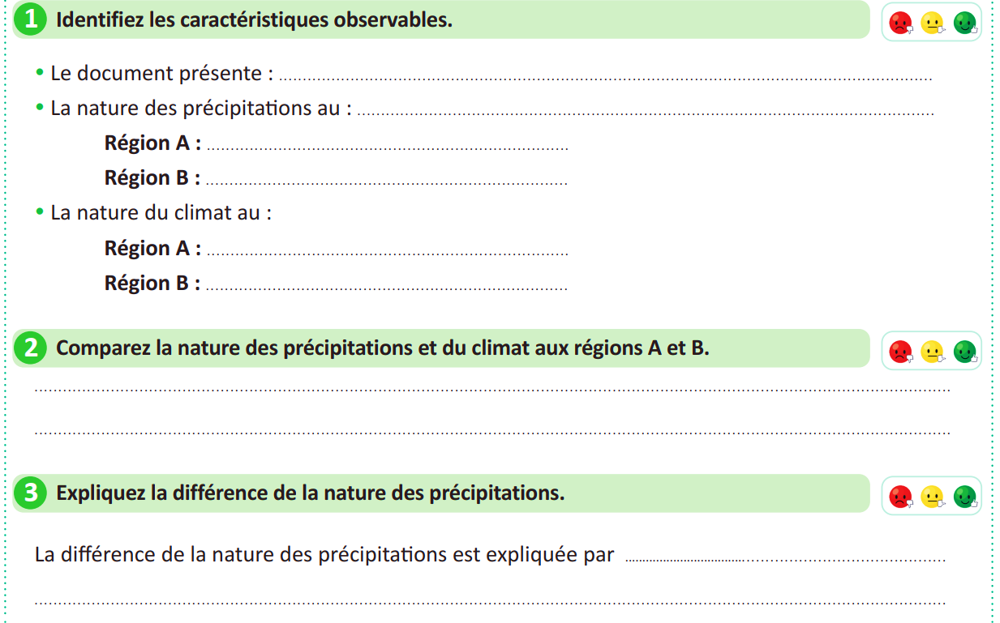 1 Identifiez les caractéristiques observables.
• Le document présente : ................................................................
• La nature des précipitations au : ................................................................
Région A : ................................................................
Région B : ................................................................
• La nature du climat au :
Région A : ................................................................
Région B : ................................................................
2 Comparez la nature des précipitations et du climat aux régions A et B.
................................................................
................................................................
3 Expliquez la différence de la nature des précipitations.
La différence de la nature des précipitations est expliquée par ................................................................
................................................................